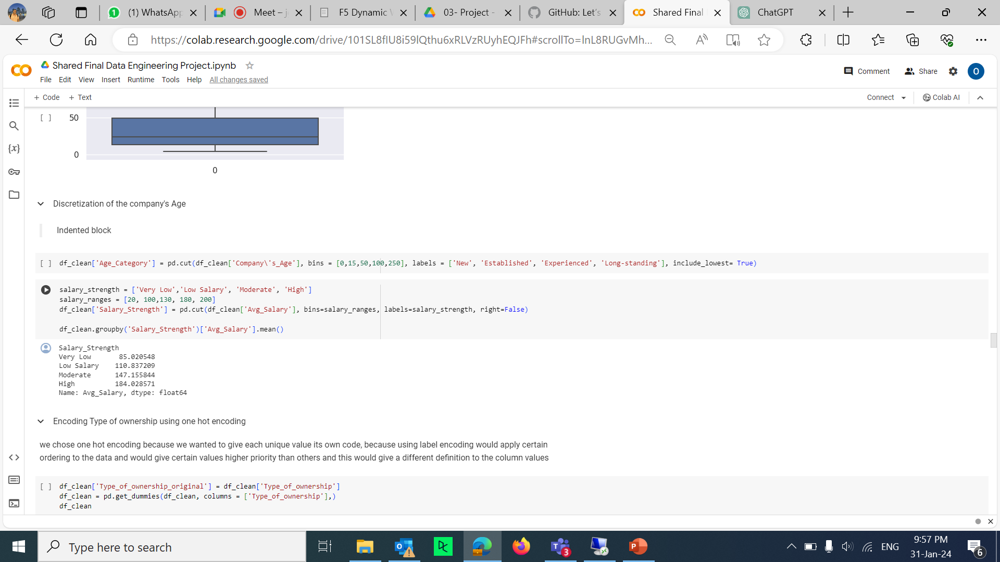 (1) WhatsApp
Meet – j
F5 Dynamic
03- Project -
GitHub: Let's
Shared Final
ChatGPT
https://colab.research.google.com/drive/101SL8fIU8i59lQthu6xRLVzRUyhEQJFh#scrollTo=lnL8RUGvMh...
Shared Final Data Engineering Project.ipynb
Comment
Share
O
File Edit View Insert Runtime Tools Help All changes saved
+ Code + Text
Connect
Colab AI
[ ] 50
0
0
{x}
Discretization of the company's Age
Indented block
[ ] df_clean['Age_Category'] = pd.cut(df_clean['Company\'s_Age'], bins = [0,15,50,100,250], labels = ['New', 'Established', 'Experienced', 'Long-standing'], include_lowest= True)
salary_strength = ['Very Low','Low Salary', 'Moderate', 'High']
salary_ranges = [20, 100,130, 180, 200]
df_clean['Salary_Strength'] = pd.cut(df_clean['Avg_Salary'], bins=salary_ranges, labels=salary_strength, right=False)
df_clean.groupby('Salary_Strength')['Avg_Salary'].mean()
Salary_Strength
Very Low 85.020548
Low Salary 110.837209
Moderate 147.155844
High 184.028571
Name: Avg_Salary, dtype: float64
Encoding Type of ownership using one hot encoding
we chose one hot encoding because we wanted to give each unique value its own code, because using label encoding would apply certain
ordering to the data and would give certain values higher priority than others and this would give a different definition to the column values
[ ] df_clean['Type_of_ownership_original'] = df_clean['Type_of_ownership']
df_clean = pd.get_dummies(df_clean, columns = ['Type_of_ownership'],)
df_clean
Type here to search
3
ENG
9:57 PM
31-Jan-24
6